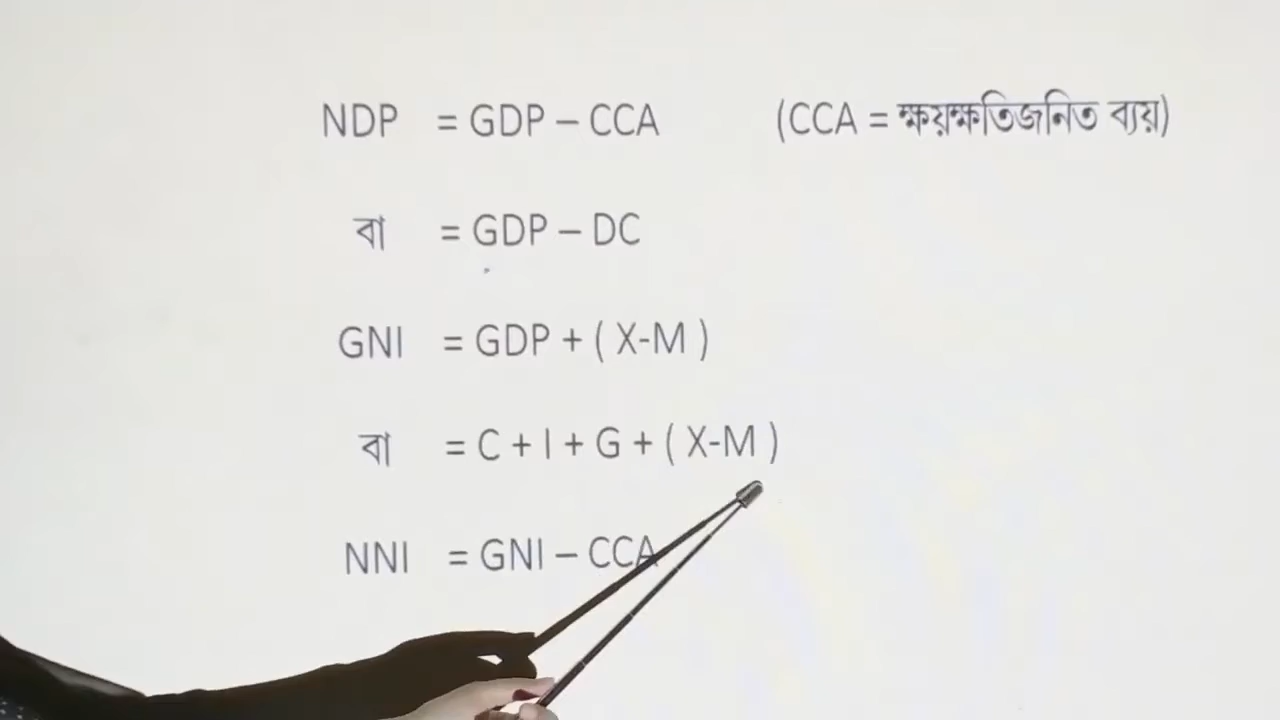 NDP = GDP – CCA (CCA = ক্ষয়ক্ষতিজনিত ব্যয়)
বা = GDP – DC
GNI = GDP + ( X-M )
বা = C + I + G + ( X-M )
NNI = GNI – CCA